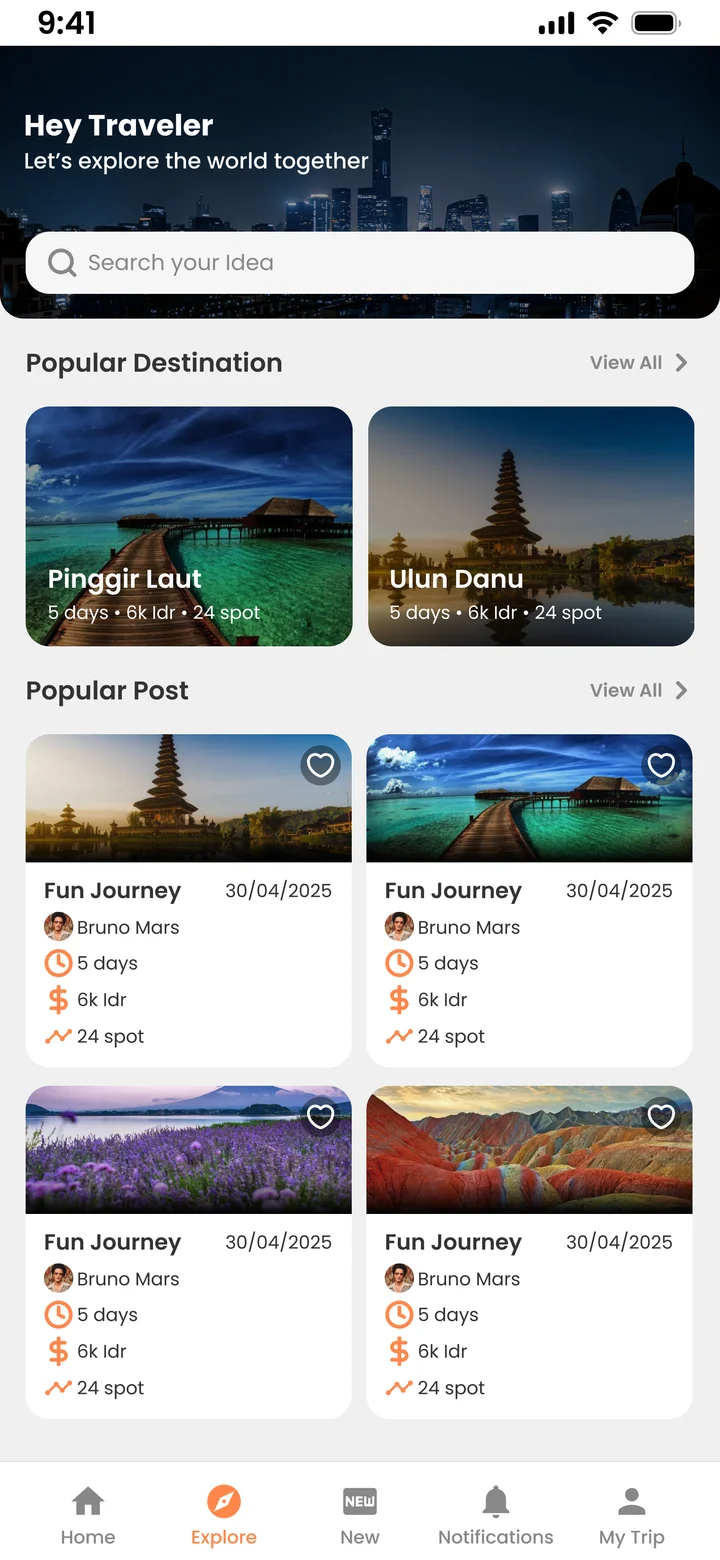 9:41
Hey Traveler
Let’s explore the world together
Search your Idea
Popular Destination
View All
Pinggir Laut
5 days • 6k Idr • 24 spot
Ulun Danu
5 days • 6k Idr • 24 spot
Popular Post
View All
Fun Journey 30/04/2025
Bruno Mars
5 days
6k Idr
24 spot
Fun Journey 30/04/2025
Bruno Mars
5 days
6k Idr
24 spot
Fun Journey 30/04/2025
Bruno Mars
5 days
6k Idr
24 spot
Fun Journey 30/04/2025
Bruno Mars
5 days
6k Idr
24 spot
Home
Explore
NEW
New
Notifications
My Trip